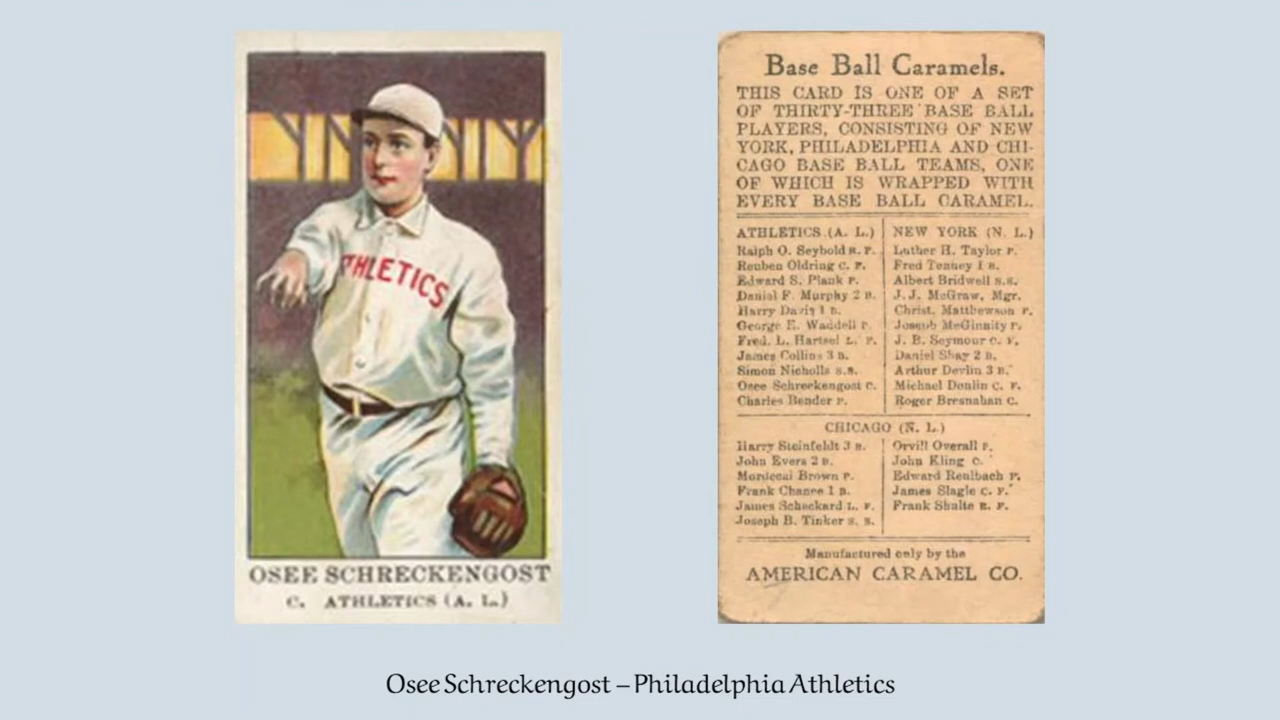 THLETICS
OSEE SCHRECKENGOST
C. ATHLETICS (A. L.)
Base Ball Caramels.
THIS CARD IS ONE OF A SET
OF THIRTY-THREE BASE BALL
PLAYERS, CONSISTING OF NEW
YORK, PHILADELPHIA AND CHI-
CAGO BASE BALL TEAMS, ONE
OF WHICH IS WRAPPED WITH
EVERY BASE BALL CARAMEL.
ATHLETICS (A. L.)
Ralph O. Seybold R. F.
Reuben Oldring C. F.
Edward S. Plank P.
Daniel F. Murphy 2 B.
Harry Davis 1 B.
George E. Waddell P.
Fred. L. Hartsel L. F.
James Collins 3 B.
Simon Nicholls S.S.
Osee Schreckengost C.
Charles Bender P.
NEW YORK (N. L.)
Luther H. Taylor P.
Fred Tenney 1 B.
Albert Bridwell S.S.
J. J. McGraw, Mgr.
Christ. Matthewson P.
Joseph McGinnity P.
J. B. Seymour C. F.
Daniel Shay 2 B.
Arthur Devlin 3 B.
Michael Donlin C. F.
Roger Bresnahan C.
CHICAGO (N. L.)
Harry Steinfeldt 3 B.
John Evers 2 B.
Mordecai Brown P.
Frank Chance 1 B.
James Scheckard L. F.
Joseph B. Tinker S. S.
Orvill Overall P.
John Kling C.
Edward Reulbach P.
James Slagle C. F.
Frank Shulte R. F.
Manufactured only by the
AMERICAN CARAMEL CO.
Osee Schreckengost – Philadelphia Athletics